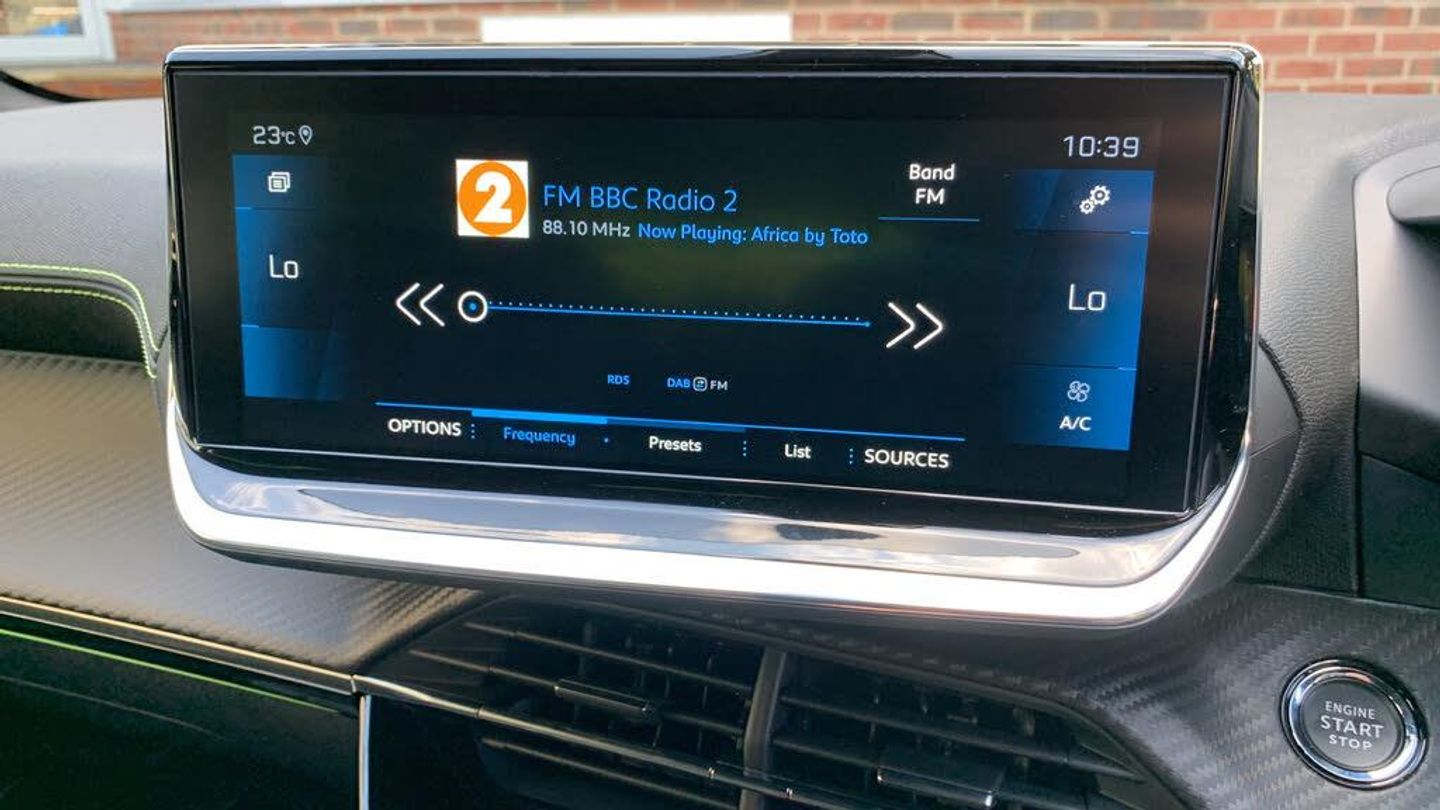 23°C
10:39
2
FM BBC Radio 2
88.10 MHz Now Playing: Africa by Toto
Band
FM
Lo
Lo
RDS
DAB FM
A/C
OPTIONS
Frequency
Presets
List
SOURCES
ENGINE
START
STOP